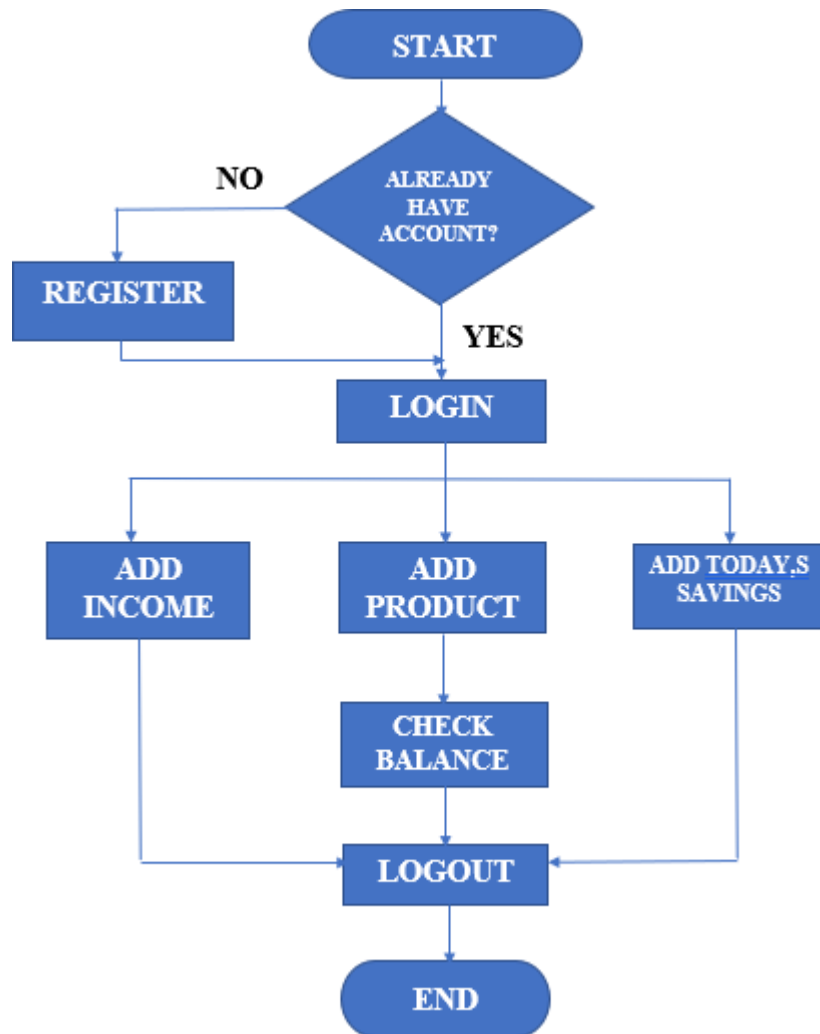 START
ALREADY
HAVE
ACCOUNT?
NO
REGISTER
YES
LOGIN
ADD
INCOME
ADD
PRODUCT
ADD TODAY,S
SAVINGS
CHECK
BALANCE
LOGOUT
END